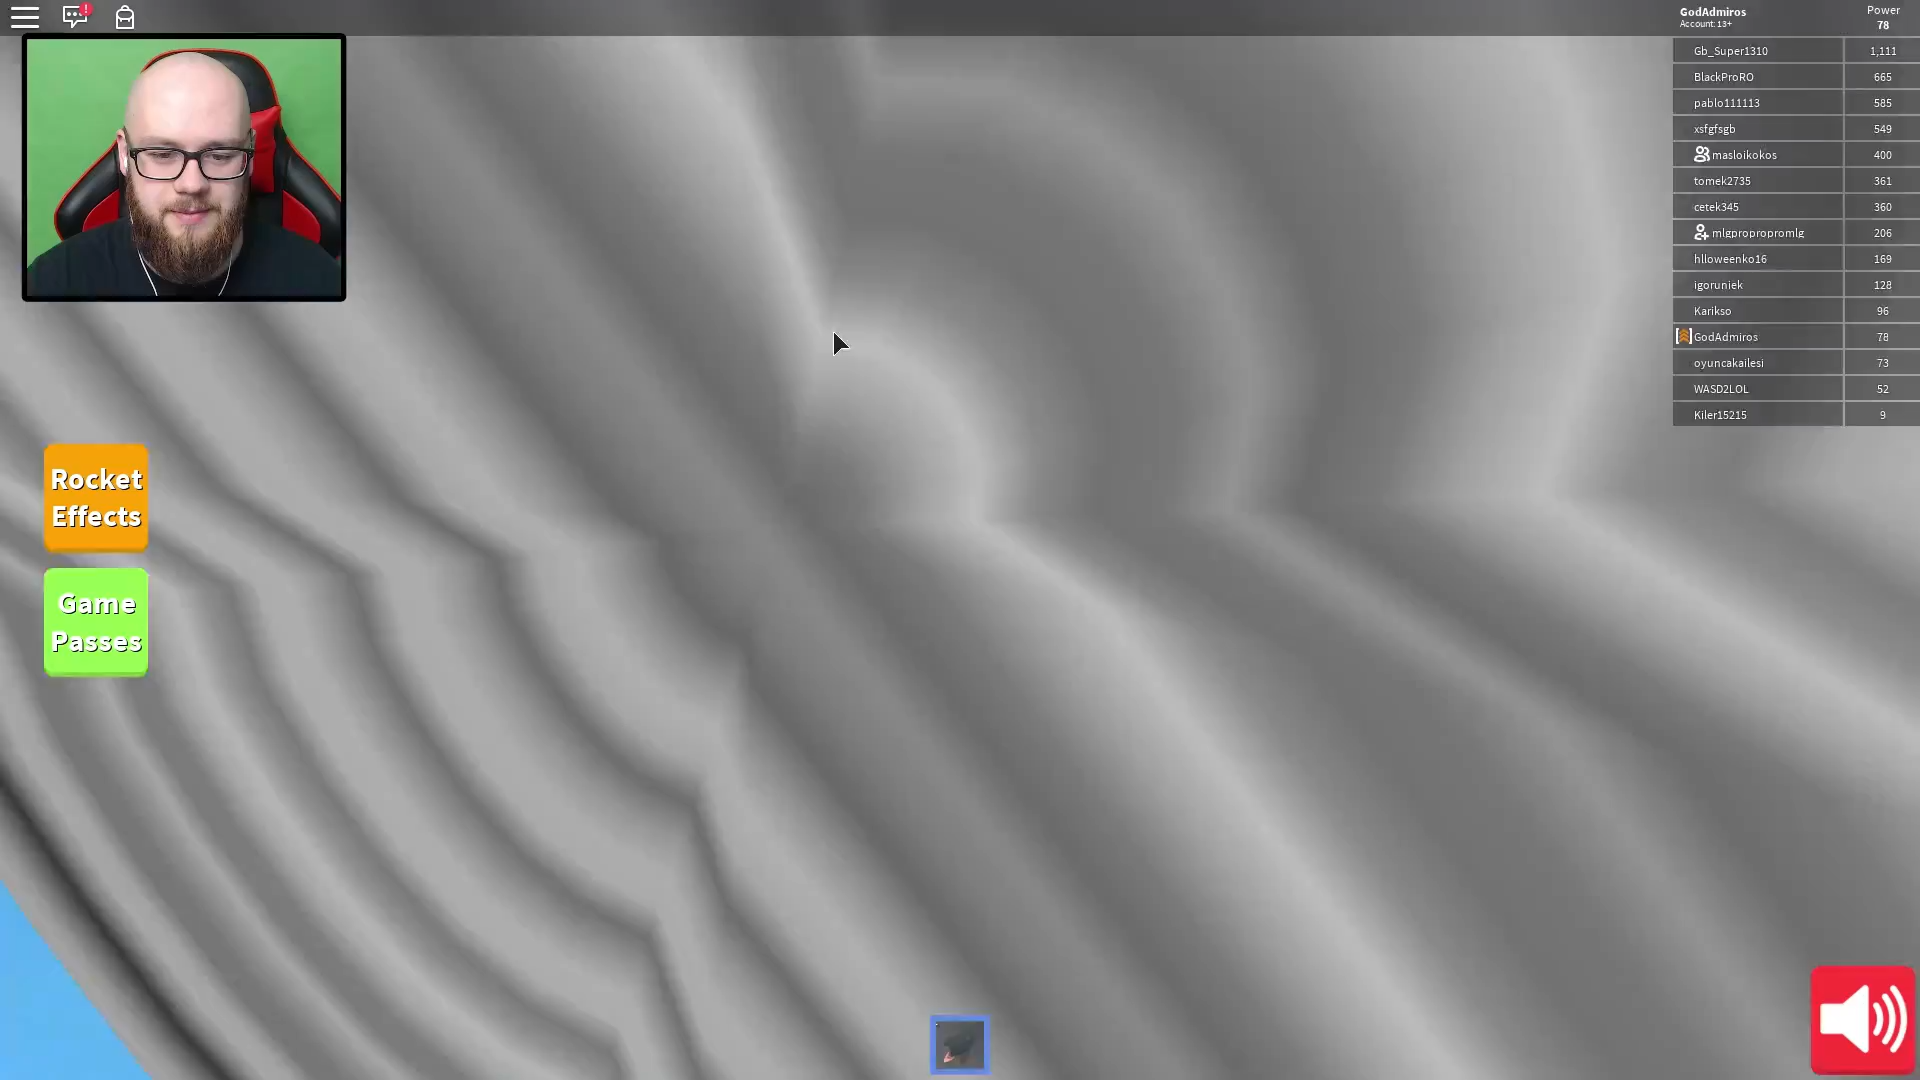 GodAdmiros
Account: 13+
Power
78
Gb_Super1310 1,111
BlackProRO 665
pablo111113 585
xsfgfsgb 549
masloikokos 400
tomek2735 361
cetek345 360
mlgpropropromlg 206
hlloweenko16 169
igoruniek 128
Karikso 96
GodAdmiros 78
oyuncakailesi 73
WASD2LOL 52
Kiler15215 9
Rocket
Effects
Game
Passes